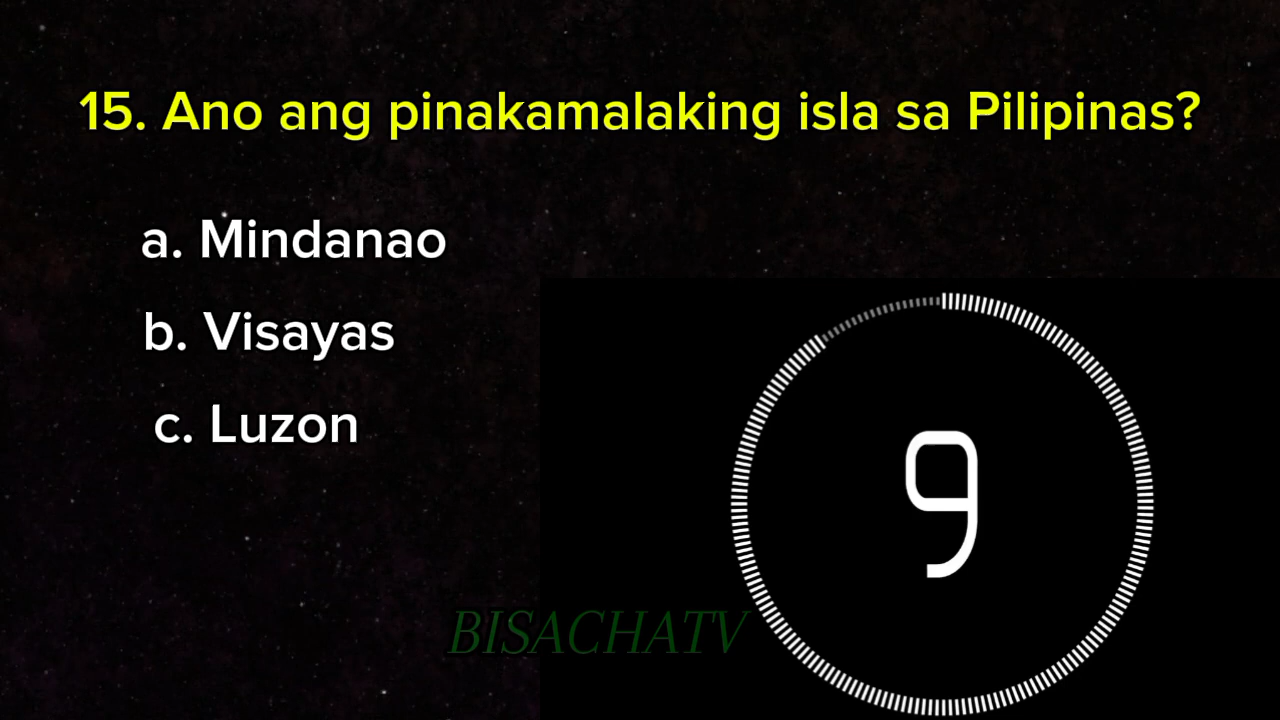 15. Ano ang pinakamalaking isla sa Pilipinas?
a. Mindanao
b. Visayas
c. Luzon
9
BISACHATV